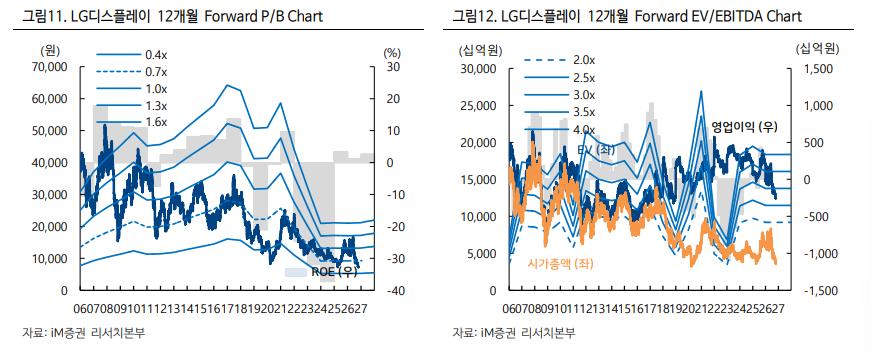 그림11. LG디스플레이 12개월 Forward P/B Chart
(원)
(%)
0.4x
0.7x
1.0x
1.3x
1.6x
70,000
60,000
50,000
40,000
30,000
20,000
10,000
0
30
20
10
0
-10
-20
-30
-40
ROE (우)
06070809101112131415161718192021222324252627
자료: iM증권 리서치본부
그림12. LG디스플레이 12개월 Forward EV/EBITDA Chart
(십억원)
(십억원)
2.0x
2.5x
3.0x
3.5x
4.0x
30,000
25,000
20,000
15,000
10,000
5,000
0
1,500
1,000
500
0
-500
-1,000
-1,500
영업이익 (우)
EV (좌)
시가총액 (좌)
06070809101112131415161718192021222324252627
자료: iM증권 리서치본부